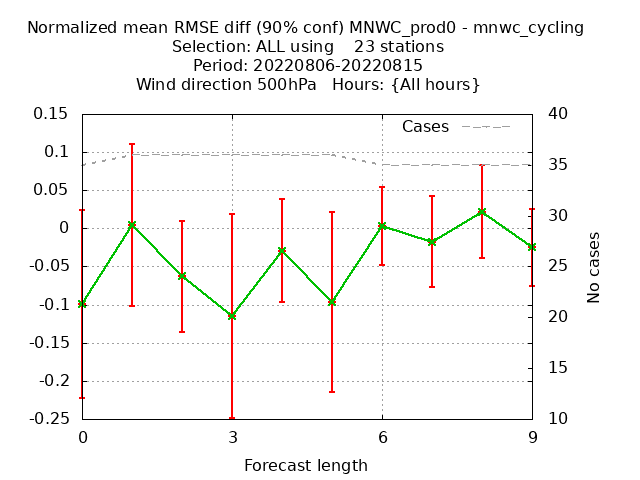 Normalized mean RMSE diff (90% conf) MNWC_prod0 - mnwc_cycling
Selection: ALL using    23 stations
Period: 20220806-20220815
Wind direction 500hPa   Hours: {All hours}
0.15
0.1
0.05
0
-0.05
-0.1
-0.15
-0.2
-0.25
Cases
40
35
30
25
20
15
10
No cases
0 3 6 9
Forecast length